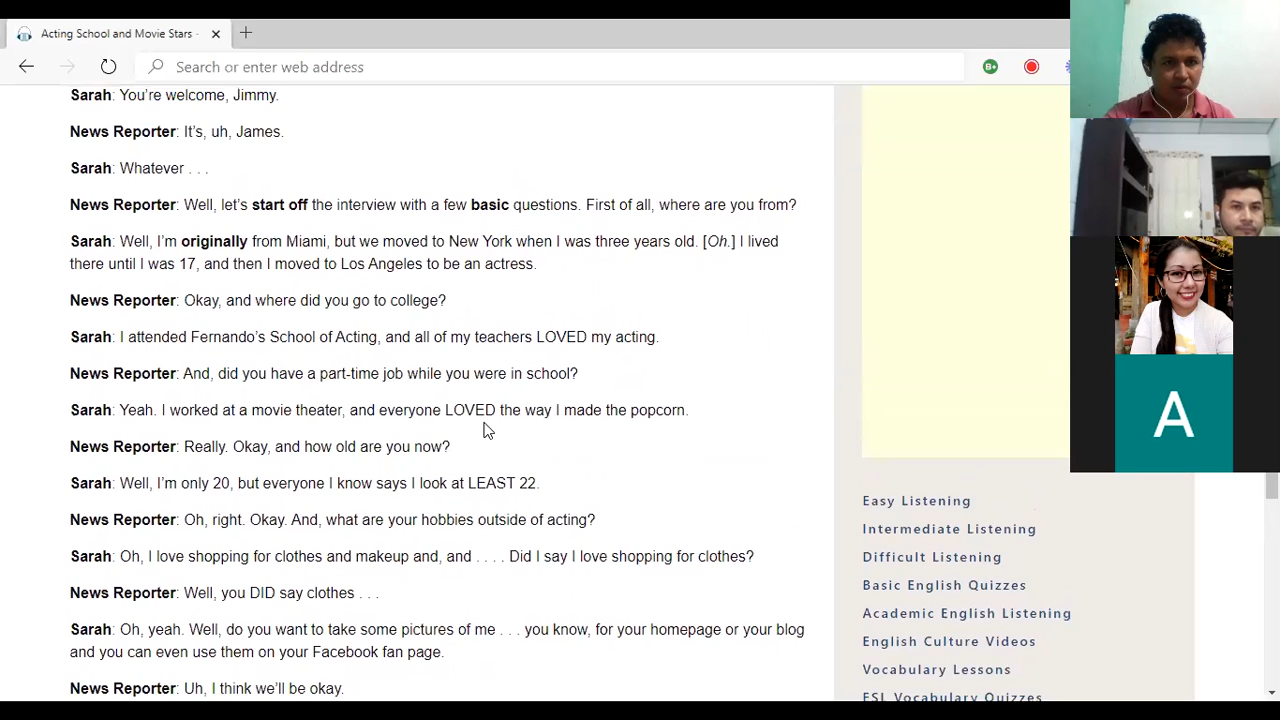 Acting School and Movie Stars -
Search or enter web address
Sarah: You're welcome, Jimmy.
News Reporter: It's, uh, James.
Sarah: Whatever . . .
News Reporter: Well, let's start off the interview with a few basic questions. First of all, where are you from?
Sarah: Well, I'm originally from Miami, but we moved to New York when I was three years old. [Oh.] I lived
there until I was 17, and then I moved to Los Angeles to be an actress.
News Reporter: Okay, and where did you go to college?
Sarah: I attended Fernando's School of Acting, and all of my teachers LOVED my acting.
News Reporter: And, did you have a part-time job while you were in school?
Sarah: Yeah. I worked at a movie theater, and everyone LOVED the way I made the popcorn.
News Reporter: Really. Okay, and how old are you now?
Sarah: Well, I'm only 20, but everyone I know says I look at LEAST 22.
News Reporter: Oh, right. Okay. And, what are your hobbies outside of acting?
Sarah: Oh, I love shopping for clothes and makeup and, and . . . . Did I say I love shopping for clothes?
News Reporter: Well, you DID say clothes . . .
Sarah: Oh, yeah. Well, do you want to take some pictures of me . . . you know, for your homepage or your blog
and you can even use them on your Facebook fan page.
News Reporter: Uh, I think we'll be okay.
Easy Listening
Intermediate Listening
Difficult Listening
Basic English Quizzes
Academic English Listening
English Culture Videos
Vocabulary Lessons
ESL Vocabulary Quizzes
B+
A